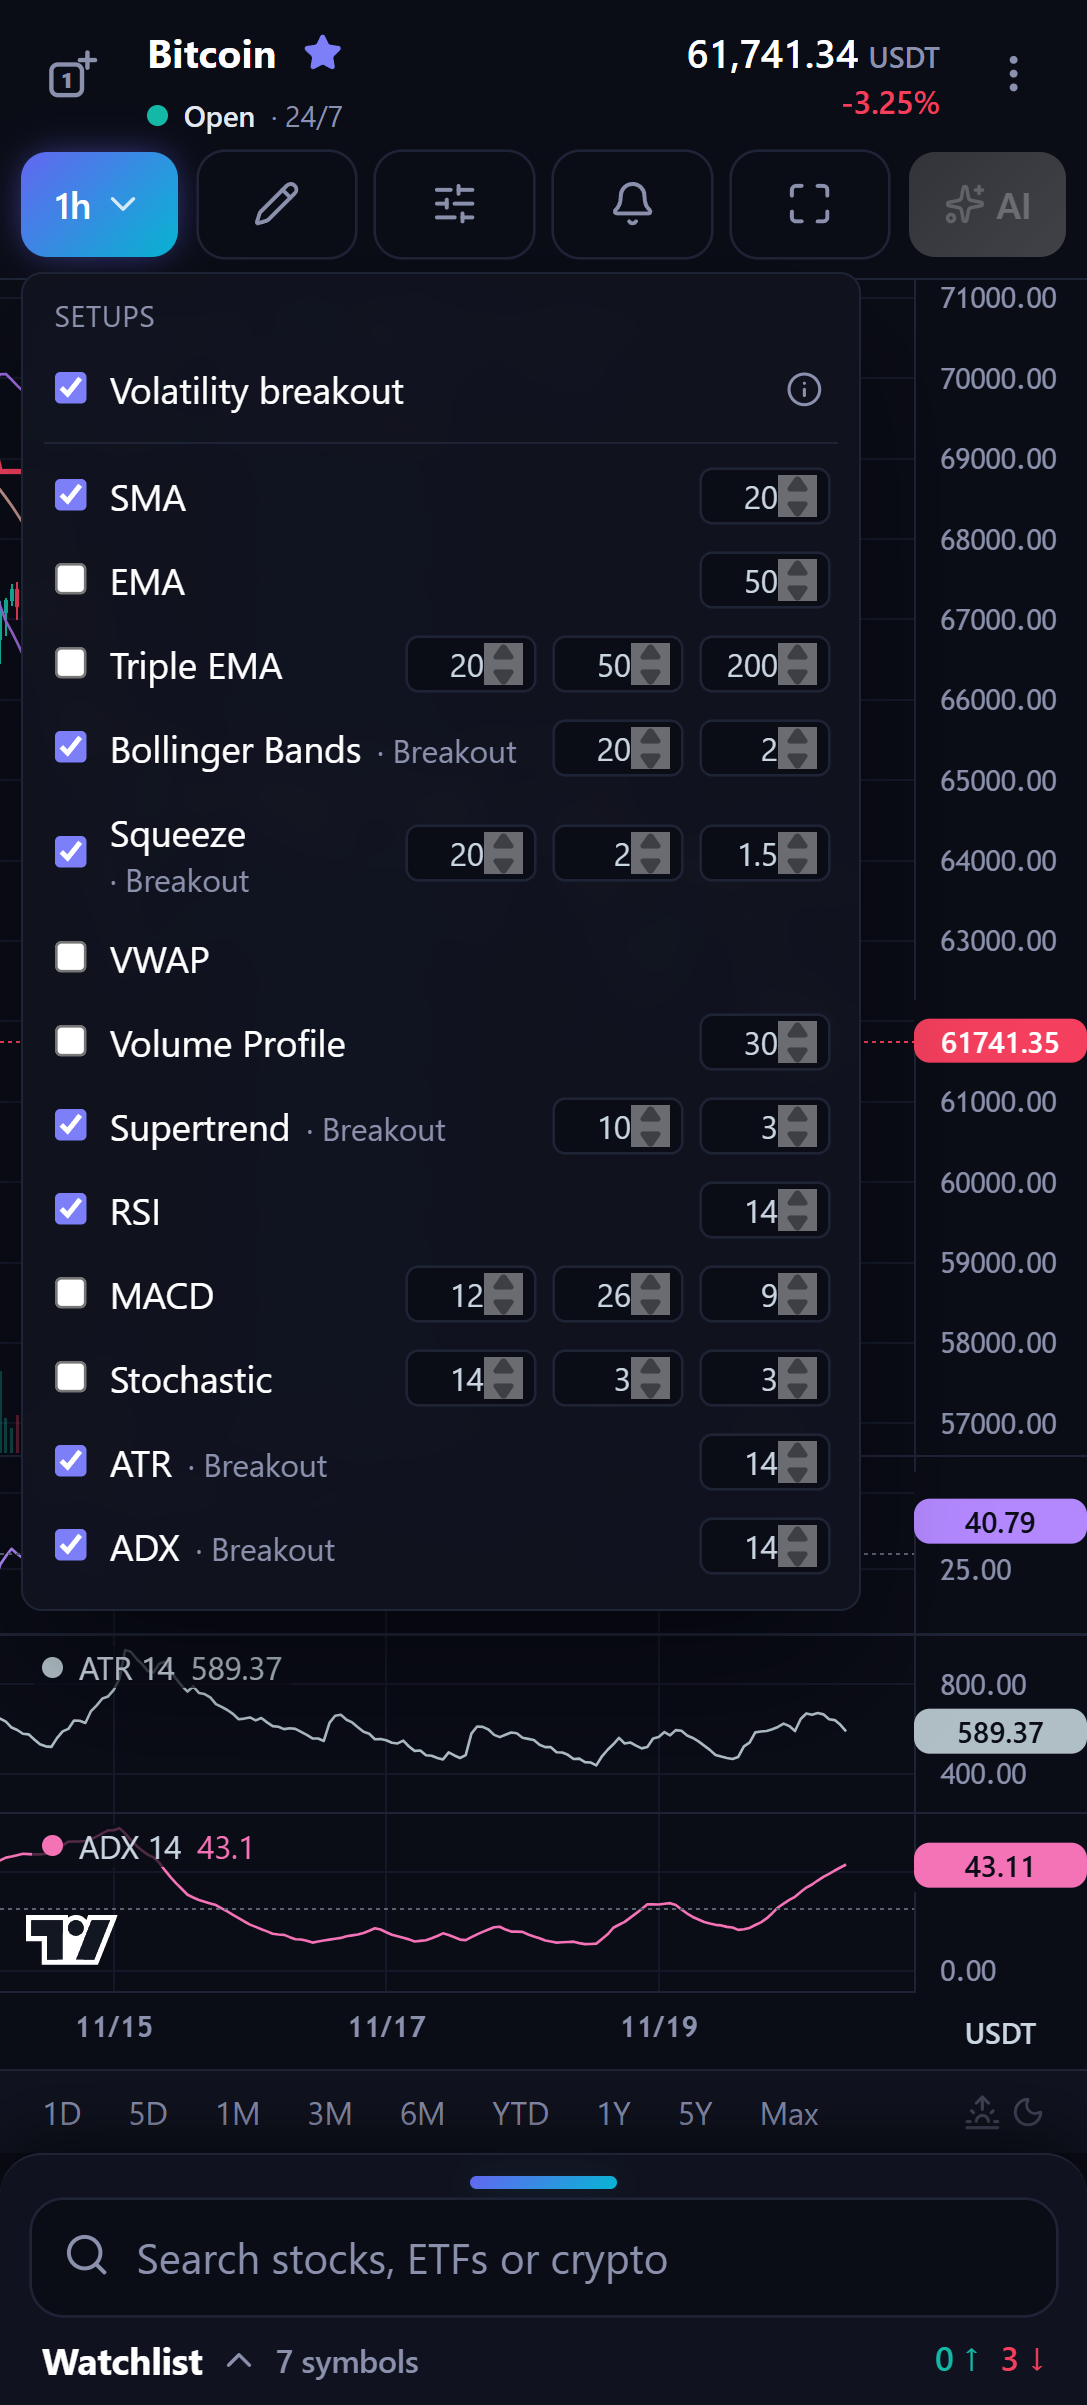 1
Bitcoin
61,741.34 USDT
Open · 24/7
-3.25%
1h
AI
SETUPS
Volatility breakout
SMA 20
EMA 50
Triple EMA 20 50 200
Bollinger Bands · Breakout 20 2
Squeeze
· Breakout
20 2 1.5
VWAP
Volume Profile 30
Supertrend · Breakout 10 3
RSI 14
MACD 12 26 9
Stochastic 14 3 3
ATR · Breakout 14
ADX · Breakout 14
71000.00
70000.00
69000.00
68000.00
67000.00
66000.00
65000.00
64000.00
63000.00
61741.35
61000.00
60000.00
59000.00
58000.00
57000.00
40.79
25.00
ATR 14 589.37
800.00
589.37
400.00
ADX 14 43.1
43.11
0.00
11/15 11/17 11/19
USDT
1D 5D 1M 3M 6M YTD 1Y 5Y Max
Search stocks, ETFs or crypto
Watchlist 7 symbols
0 ↑ 3 ↓